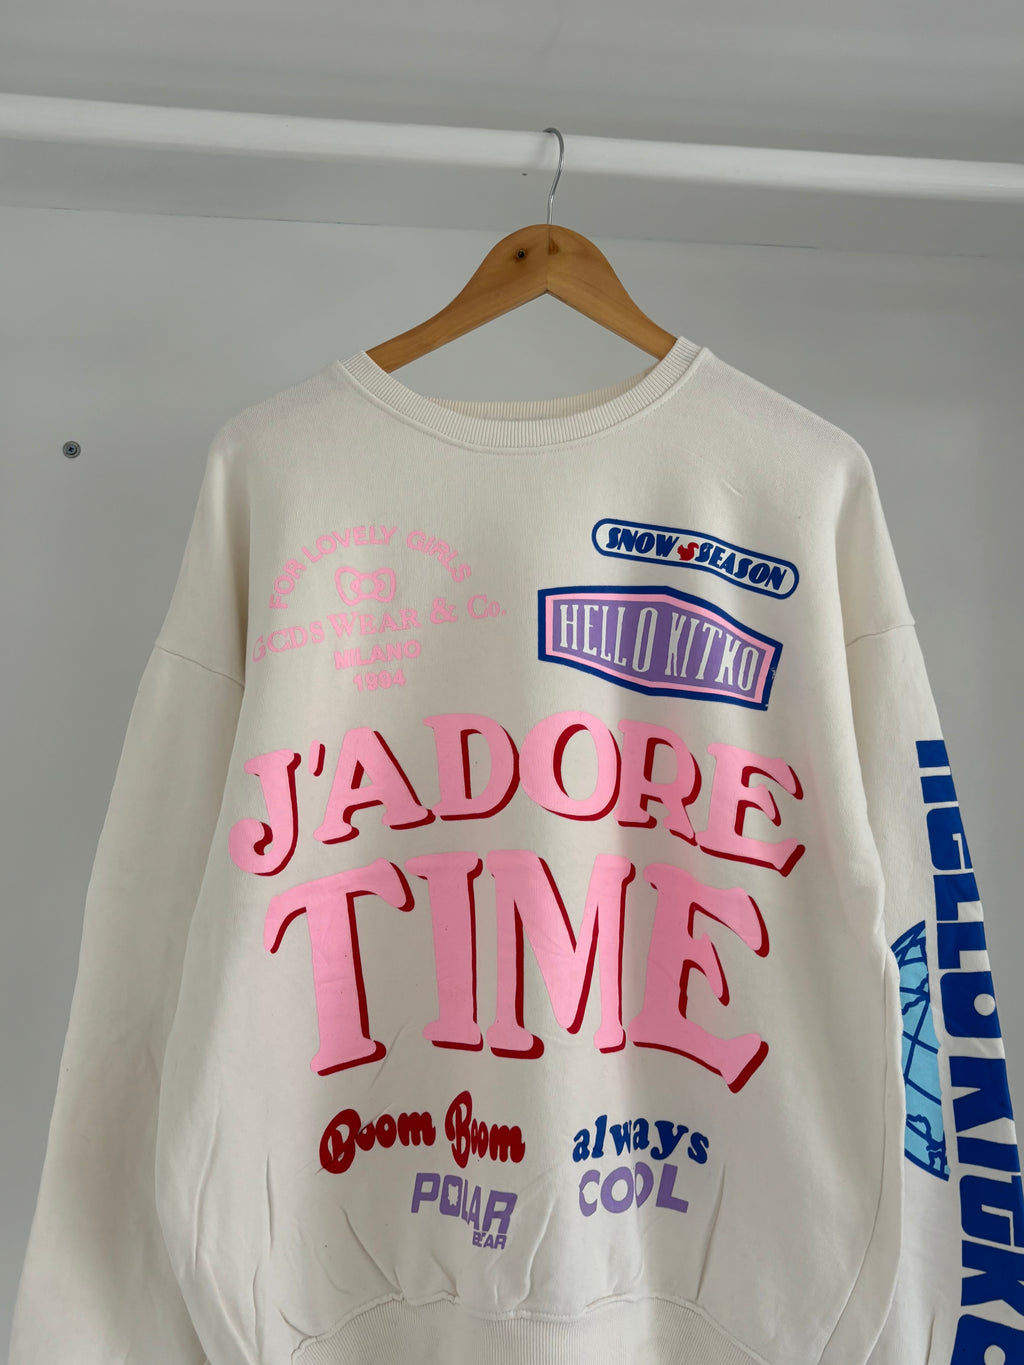 FOR LOVELY GIRLS
GCDS WEAR & Co.
MILANO
1994
SNOW SEASON
HELLO KITKO
J'ADORE
TIME
Boom Boom
POLAR
BEAR
always
COOL
HELLO KITKO